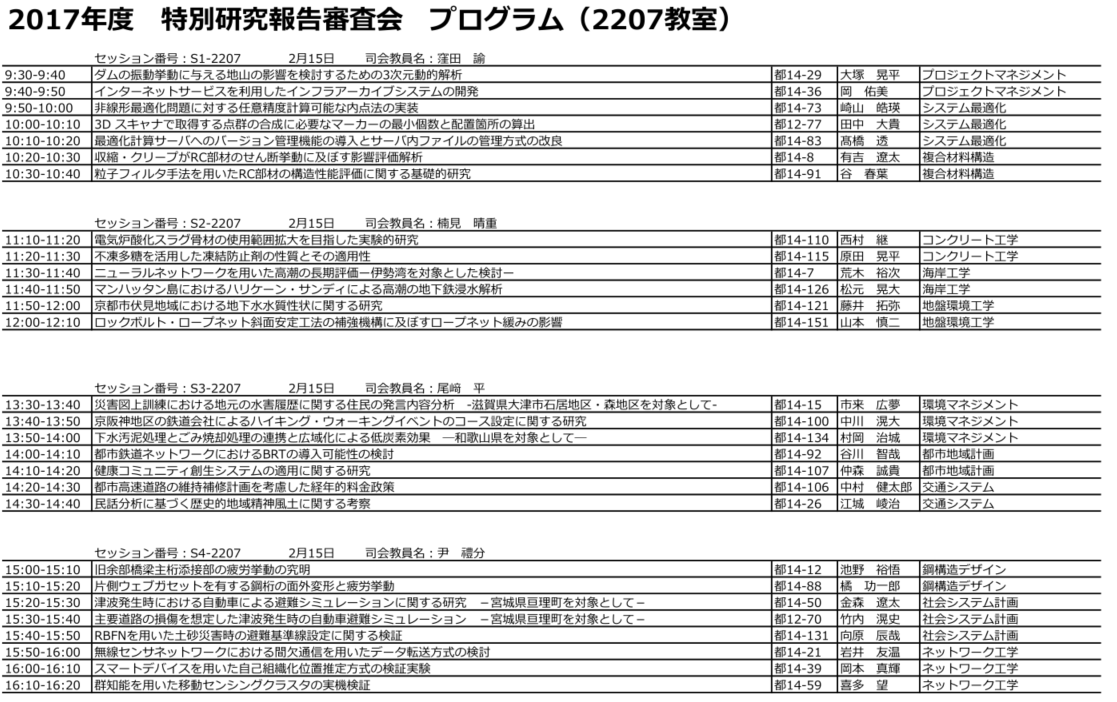 2017年度　特別研究報告審査会　プログラム（2207教室）
セッション番号：S1-2207　2月15日　司会教員名：窪田　諭
9:30-9:40　ダムの振動挙動に与える地山の影響を検討するための3次元動的解析　都14-29　大塚　晃平　プロジェクトマネジメント
9:40-9:50　インターネットサービスを利用したインフラアーカイブシステムの開発　都14-36　岡　佑美　プロジェクトマネジメント
9:50-10:00　非線形最適化問題に対する任意精度計算可能な内点法の実装　都14-73　崎山　皓瑛　システム最適化
10:00-10:10　3D スキャナで取得する点群の合成に必要なマーカーの最小個数と配置箇所の算出　都12-77　田中　大貴　システム最適化
10:10-10:20　最適化計算サーバへのバージョン管理機能の導入とサーバ内ファイルの管理方式の改良　都14-83　髙橋　透　システム最適化
10:20-10:30　収縮・クリープがRC部材のせん断挙動に及ぼす影響評価解析　都14-8　有吉　遼太　複合材料構造
10:30-10:40　粒子フィルタ手法を用いたRC部材の構造性能評価に関する基礎的研究　都14-91　谷　春葉　複合材料構造
セッション番号：S2-2207　2月15日　司会教員名：楠見　晴重
11:10-11:20　電気炉酸化スラグ骨材の使用範囲拡大を目指した実験的研究　都14-110　西村　継　コンクリート工学
11:20-11:30　不凍多糖を活用した凍結防止剤の性質とその適用性　都14-115　原田　晃平　コンクリート工学
11:30-11:40　ニューラルネットワークを用いた高潮の長期評価ー伊勢湾を対象とした検討ー　都14-7　荒木　裕次　海岸工学
11:40-11:50　マンハッタン島におけるハリケーン・サンディによる高潮の地下鉄浸水解析　都14-126　松元　晃大　海岸工学
11:50-12:00　京都市伏見地域における地下水水質性状に関する研究　都14-121　藤井　拓弥　地盤環境工学
12:00-12:10　ロックボルト・ロープネット斜面安定工法の補強機構に及ぼすロープネット緩みの影響　都14-151　山本　慎二　地盤環境工学
セッション番号：S3-2207　2月15日　司会教員名：尾﨑　平
13:30-13:40　災害図上訓練における地元の水害履歴に関する住民の発言内容分析　-滋賀県大津市石居地区・森地区を対象として-　都14-15　市来　広夢　環境マネジメント
13:40-13:50　京阪神地区の鉄道会社によるハイキング・ウォーキングイベントのコース設定に関する研究　都14-100　中川　滉大　環境マネジメント
13:50-14:00　下水汚泥処理とごみ焼却処理の連携と広域化による低炭素効果　―和歌山県を対象として―　都14-134　村岡　治城　環境マネジメント
14:00-14:10　都市鉄道ネットワークにおけるBRTの導入可能性の検討　都14-92　谷川　智哉　都市地域計画
14:10-14:20　健康コミュニティ創生システムの適用に関する研究　都14-107　仲森　誠貴　都市地域計画
14:20-14:30　都市高速道路の維持補修計画を考慮した経年的料金政策　都14-106　中村　健太郎　交通システム
14:30-14:40　民話分析に基づく歴史的地域精神風土に関する考察　都14-26　江城　崚治　交通システム
セッション番号：S4-2207　2月15日　司会教員名：尹　禮分
15:00-15:10　旧余部橋梁主桁添接部の疲労挙動の究明　都14-12　池野　裕悟　鋼構造デザイン
15:10-15:20　片側ウェブガセットを有する鋼桁の面外変形と疲労挙動　都14-88　橘　功一郎　鋼構造デザイン
15:20-15:30　津波発生時における自動車による避難シミュレーションに関する研究　－宮城県亘理町を対象として－　都14-50　金森　遼太　社会システム計画
15:30-15:40　主要道路の損傷を想定した津波発生時の自動車避難シミュレーション　－宮城県亘理町を対象として－　都12-70　竹内　滉史　社会システム計画
15:40-15:50　RBFNを用いた土砂災害時の避難基準線設定に関する検証　都14-131　向原　辰哉　社会システム計画
15:50-16:00　無線センサネットワークにおける間欠通信を用いたデータ転送方式の検討　都14-21　岩井　友温　ネットワーク工学
16:00-16:10　スマートデバイスを用いた自己組織化位置推定方式の検証実験　都14-39　岡本　真輝　ネットワーク工学
16:10-16:20　群知能を用いた移動センシングクラスタの実機検証　都14-59　喜多　望　ネットワーク工学